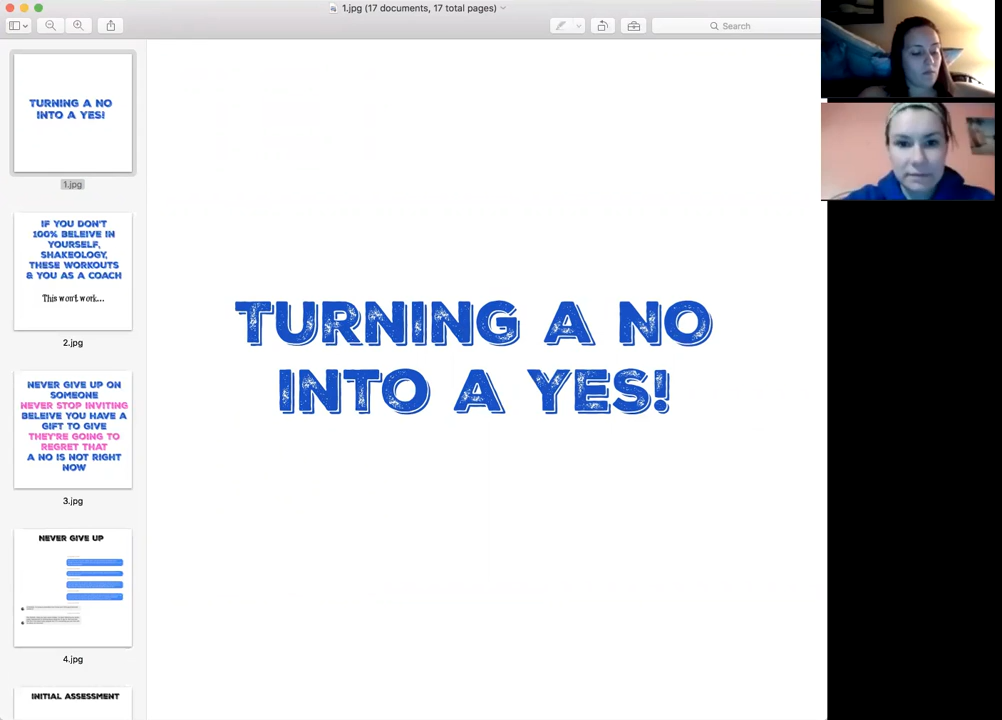 1.jpg (17 documents, 17 total pages)
Search
TURNING A NO
INTO A YES!
1.jpg
IF YOU DON'T
100% BELEIVE IN
YOURSELF,
SHAKEOLOGY,
THESE WORKOUTS
& YOU AS A COACH
This won't work...
2.jpg
NEVER GIVE UP ON
SOMEONE
NEVER STOP INVITING
BELEIVE YOU HAVE A
GIFT TO GIVE
THEY'RE GOING TO
REGRET THAT
A NO IS NOT RIGHT
NOW
3.jpg
NEVER GIVE UP
4.jpg
INITIAL ASSESSMENT
TURNING A NO
INTO A YES!